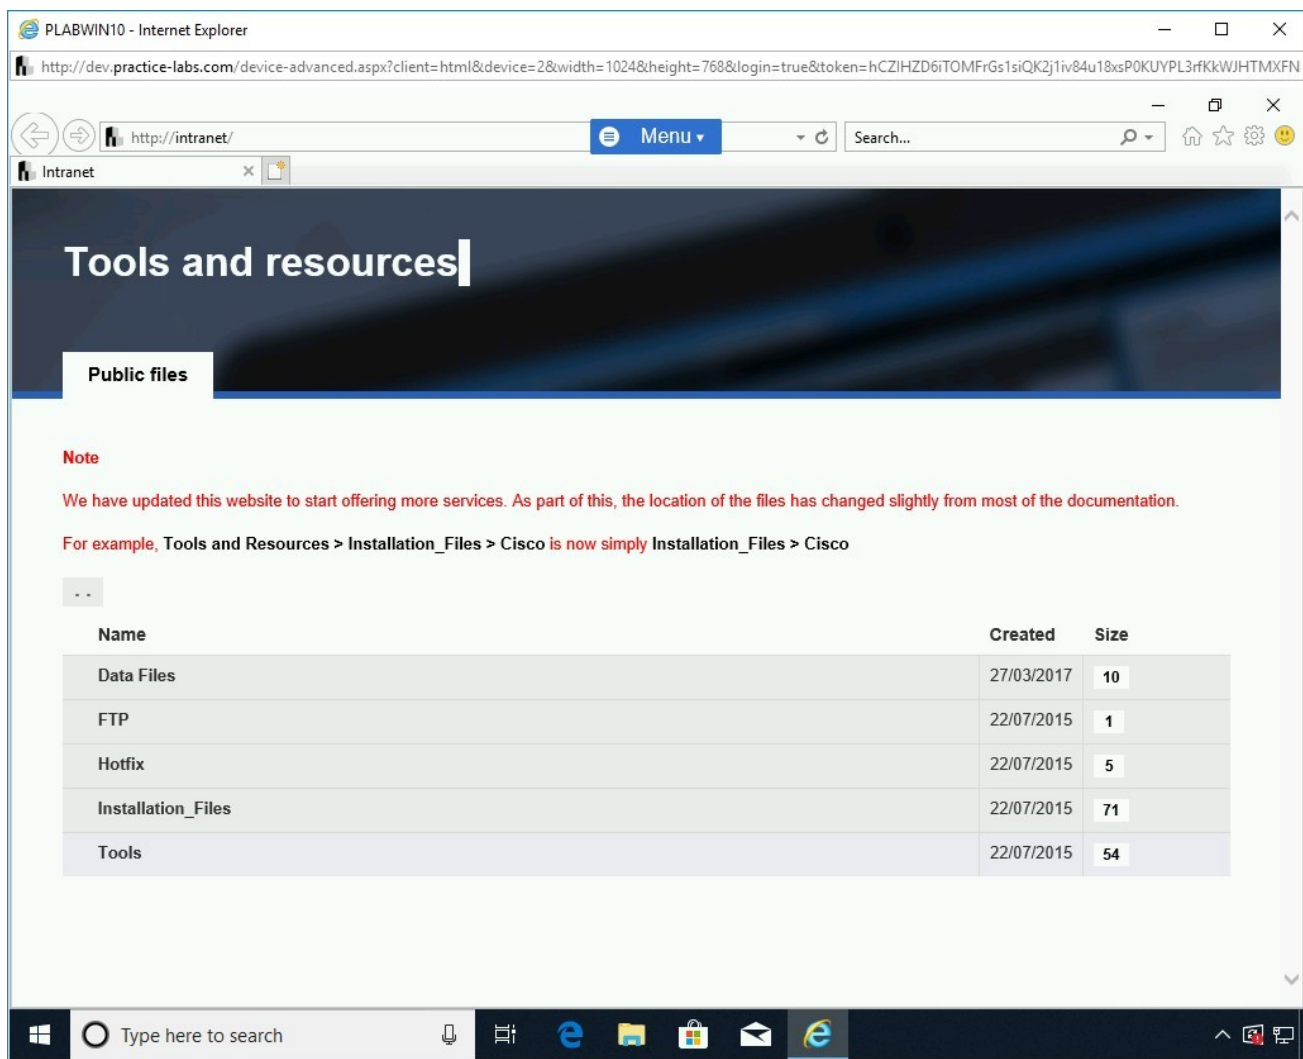 PLABWIN10 - Internet Explorer
http://dev.practice-labs.com/device-advanced.aspx?client=html&device=2&width=1024&height=768&login=true&token=hCZIHZD6iTOMFrGs1siQK2j1iv84u18xsP0KUYPL3rfKkWJHTMXFN
http://intranet/
Menu
Search...
Intranet
Tools and resources
Public files
Note
We have updated this website to start offering more services. As part of this, the location of the files has changed slightly from most of the documentation.
For example, Tools and Resources > Installation_Files > Cisco is now simply Installation_Files > Cisco
. .
Name Created Size
Data Files 27/03/2017 10
FTP 22/07/2015 1
Hotfix 22/07/2015 5
Installation_Files 22/07/2015 71
Tools 22/07/2015 54
Type here to search